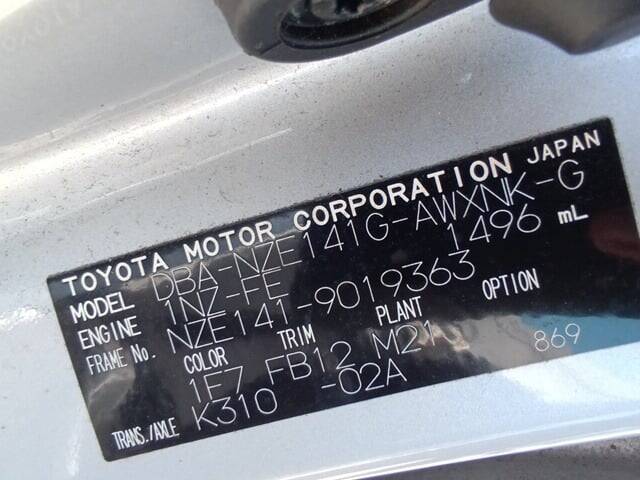 TOYOTA MOTOR CORPORATION JAPAN
MODEL DBA-NZE141G-AWXNK-G
ENGINE 1NZ-FE 1496 mL
FRAME No. NZE141-9019363
COLOR TRIM PLANT OPTION
1F7 FB12 M21 869
TRANS./AXLE K310 -02A